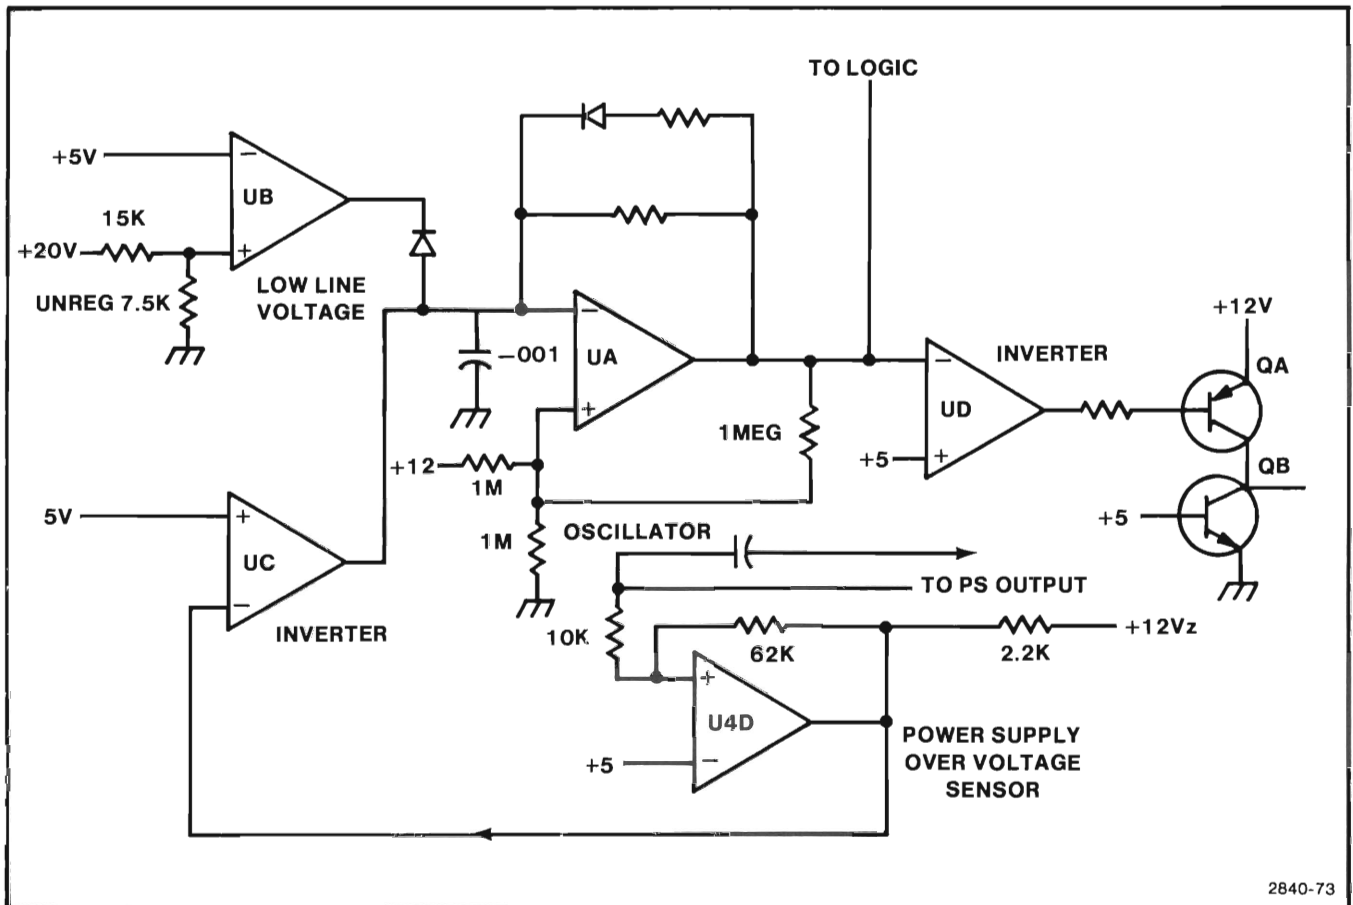 TO LOGIC
+5V
UB
15K
+20V
UNREG 7.5K
LOW LINE
VOLTAGE
-001
UA
1MEG
INVERTER
+12V
QA
UD
+5
QB
+12
1M
5V
1M
OSCILLATOR
+5
UC
INVERTER
TO PS OUTPUT
10K
62K
2.2K
+12Vz
U4D
+5
POWER SUPPLY
OVER VOLTAGE
SENSOR
2840-73